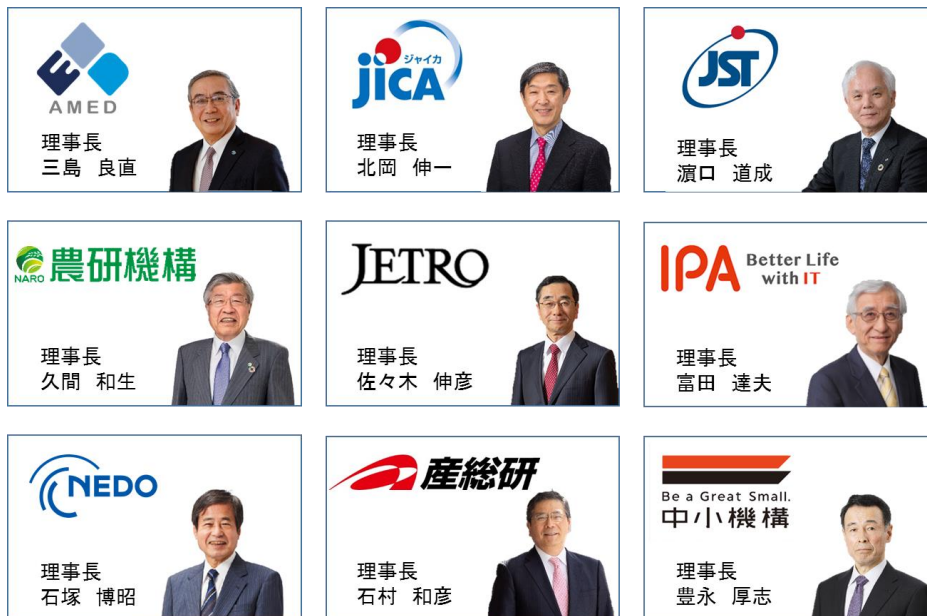 AMED
理事長
三島 良直
ジャイカ
jICA
理事長
北岡 伸一
JST
理事長
濵口 道成
NARO 農研機構
理事長
久間 和生
JETRO
理事長
佐々木 伸彦
IPA Better Life
with IT
理事長
富田 達夫
NEDO
理事長
石塚 博昭
産総研
理事長
石村 和彦
Be a Great Small.
中小機構
理事長
豊永 厚志